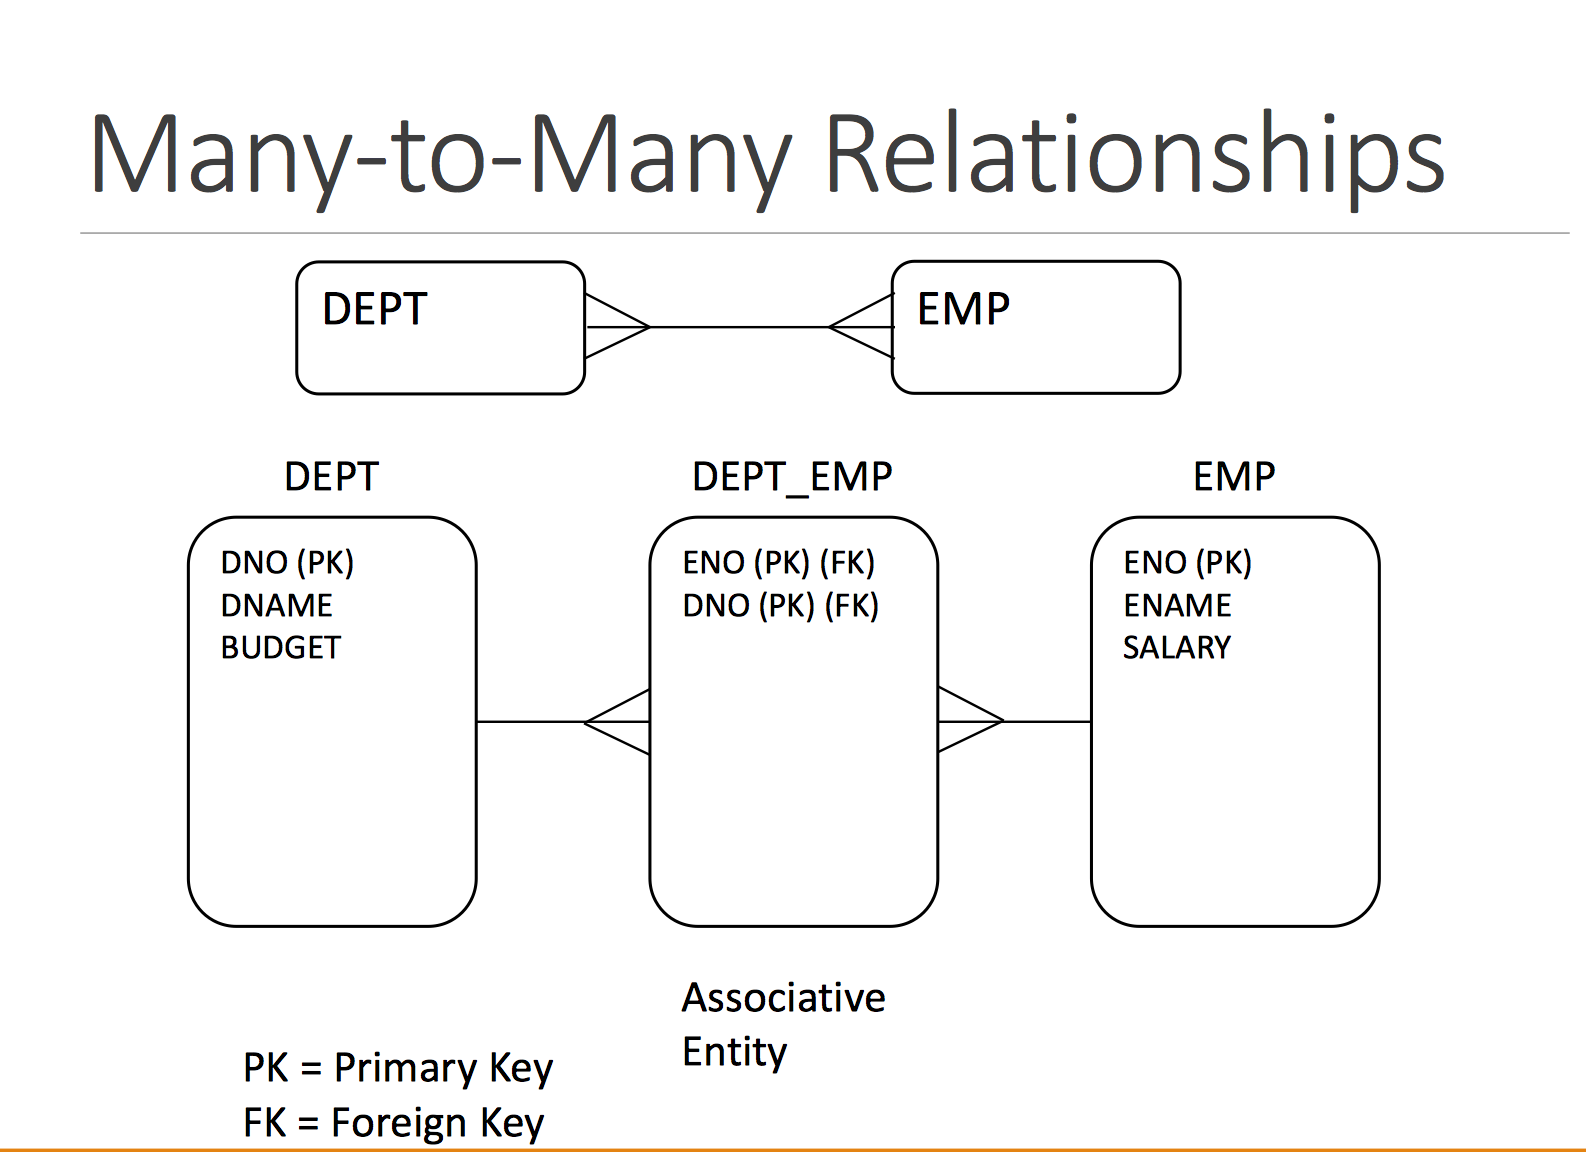 Many-to-Many Relationships
DEPT
EMP
DEPT
DEPT_EMP
EMP
DNO (PK)
DNAME
BUDGET
ENO (PK) (FK)
DNO (PK) (FK)
ENO (PK)
ENAME
SALARY
Associative
Entity
PK = Primary Key
FK = Foreign Key